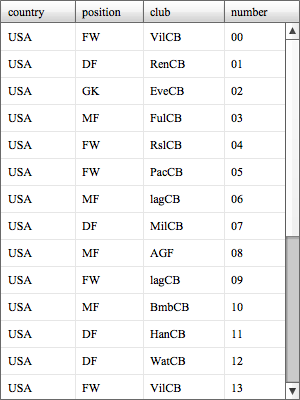 country position club number
USA FW VilCB 00
USA DF RenCB 01
USA GK EveCB 02
USA MF FulCB 03
USA FW RslCB 04
USA FW PacCB 05
USA MF lagCB 06
USA DF MilCB 07
USA MF AGF 08
USA FW lagCB 09
USA MF BmbCB 10
USA DF HanCB 11
USA DF WatCB 12
USA FW VilCB 13